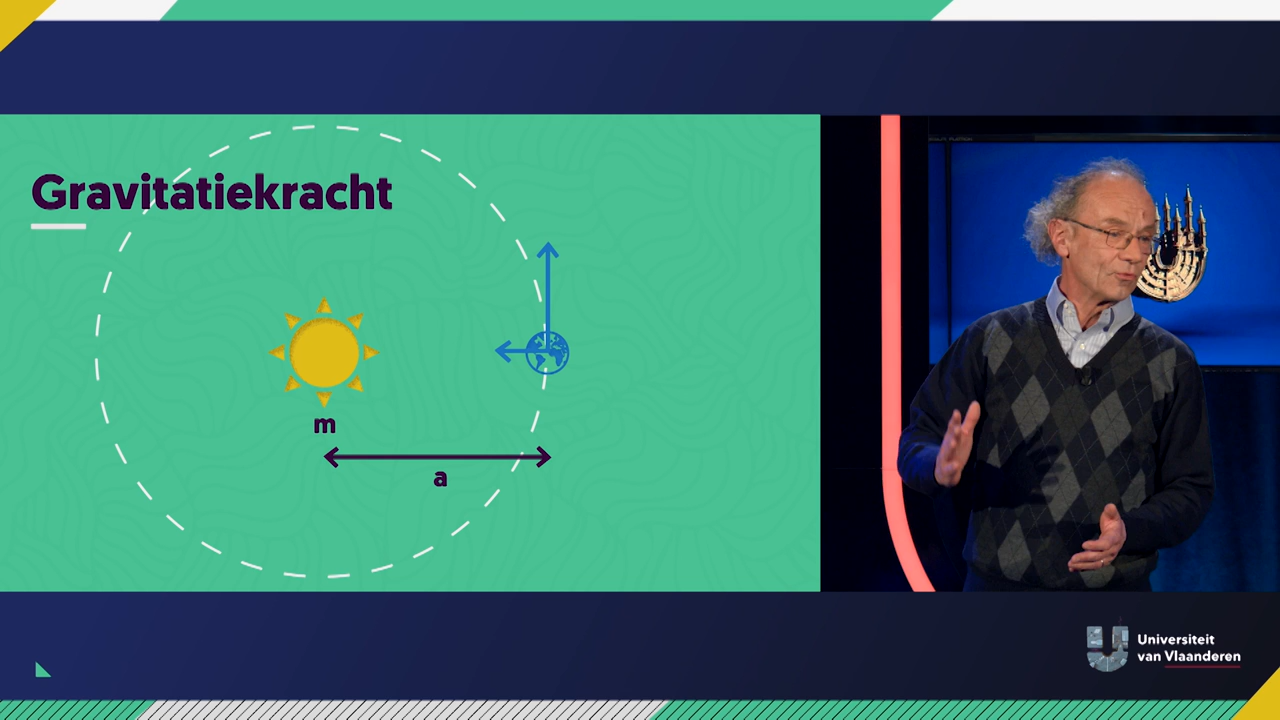 Gravitatiekracht
m
a
Universiteit
van Vlaanderen